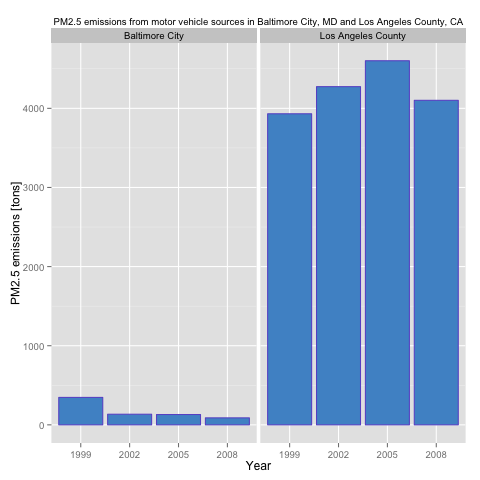 PM2.5 emissions from motor vehicle sources in Baltimore City, MD and Los Angeles County, CA
Baltimore City
Los Angeles County
PM2.5 emissions [tons]
4000
3000
2000
1000
0
1999
2002
2005
2008
1999
2002
2005
2008
Year